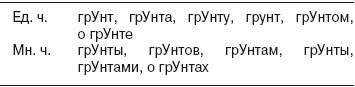 Ед. ч. грУнт, грУнта, грУнту, грунт, грУнтом,
о грУнте
Мн. ч. грУнты, грУнтов, грУнтам, грУнты,
грУнтами, о грУнтах